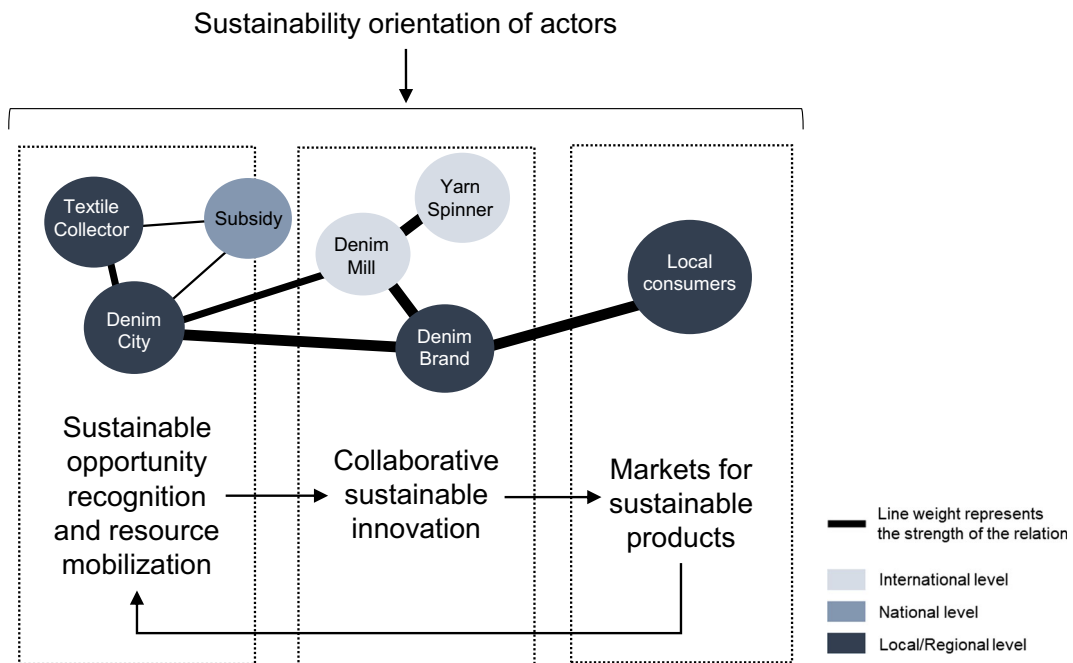 Sustainability orientation of actors
Textile
Collector
Subsidy
Denim
City
Yarn
Spinner
Denim
Mill
Denim
Brand
Local
consumers
Sustainable
opportunity
recognition
and resource
mobilization
Collaborative
sustainable
innovation
Markets for
sustainable
products
Line weight represents
the strength of the relation
International level
National level
Local/Regional level